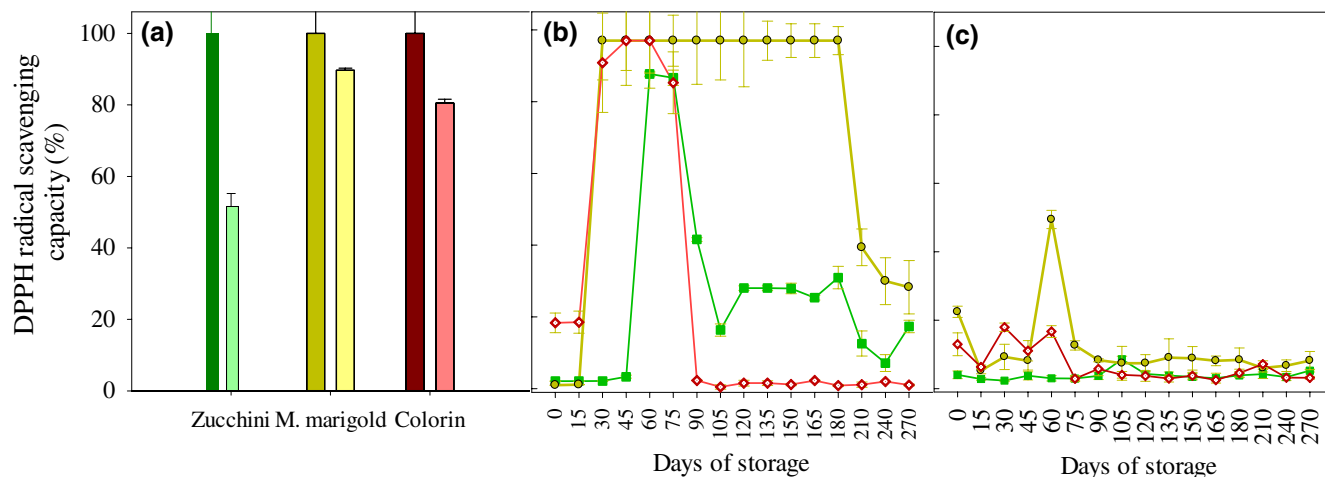 DPPH radical scavenging
capacity (%)
100
80
60
40
20
0
(a)
Zucchini M. marigold Colorin
(b)
0 15 30 45 60 75 90 105 120 135 150 165 180 210 240 270
Days of storage
(c)
0 15 30 45 60 75 90 105 120 135 150 165 180 210 240 270
Days of storage